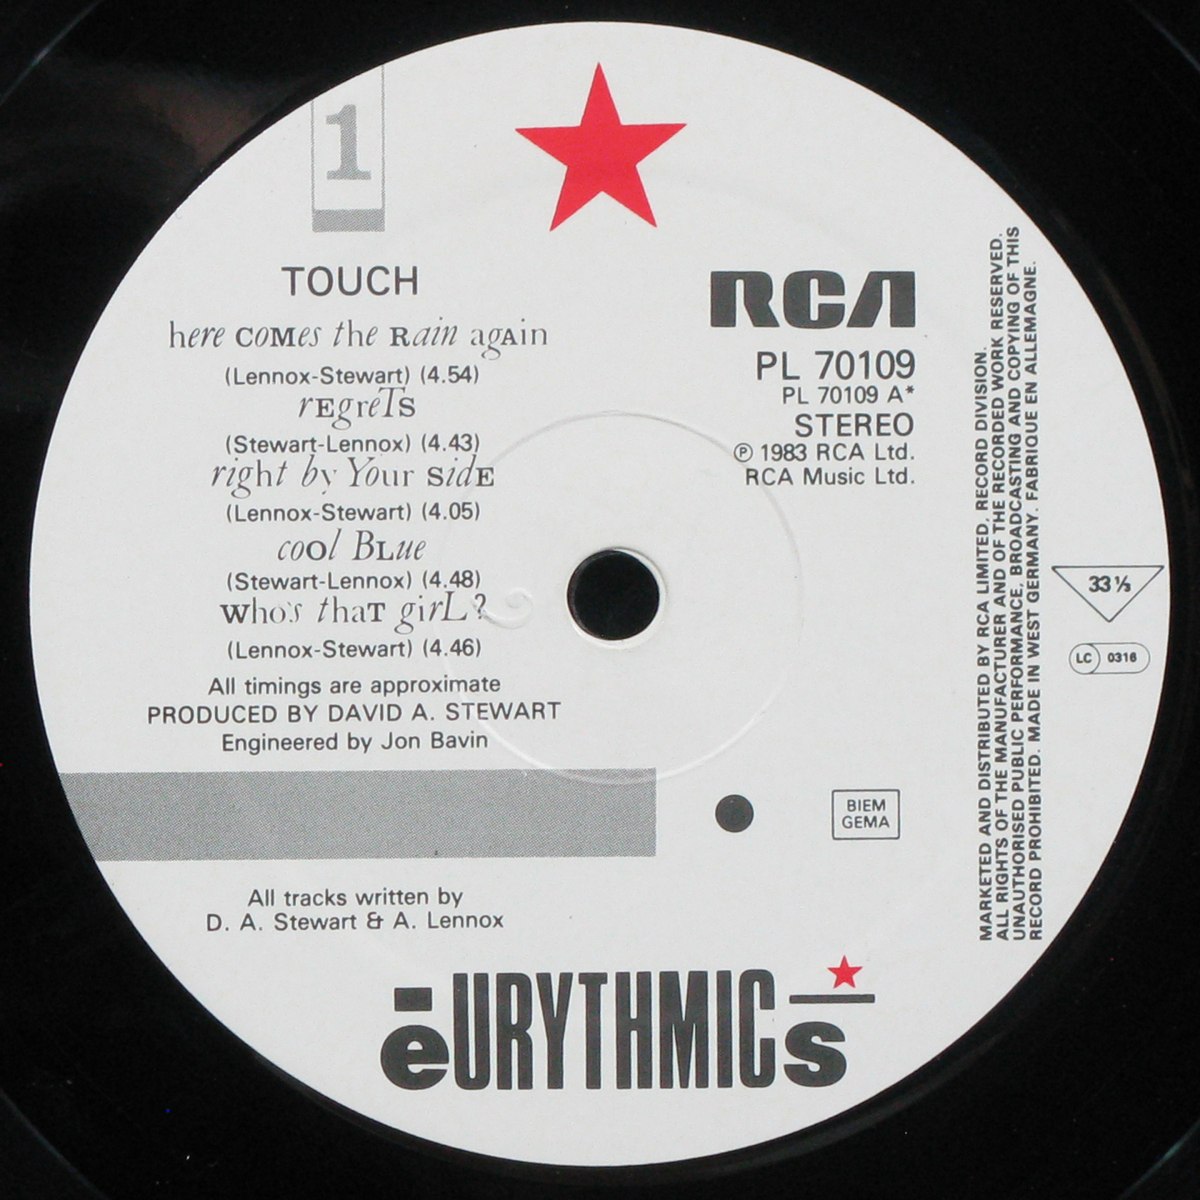 1
TOUCH
here COMes the Rain agAin
(Lennox-Stewart) (4.54)
rEgreTS
(Stewart-Lennox) (4.43)
right by Your SidE
(Lennox-Stewart) (4.05)
coOl BLue
(Stewart-Lennox) (4.48)
Who's thaT girL?
(Lennox-Stewart) (4.46)
All timings are approximate
PRODUCED BY DAVID A. STEWART
Engineered by Jon Bavin
All tracks written by
D. A. Stewart & A. Lennox
RCA
PL 70109
PL 70109 A*
STEREO
℗ 1983 RCA Ltd.
RCA Music Ltd.
BIEM
GEMA
MARKETED AND DISTRIBUTED BY RCA LIMITED, RECORD DIVISION.
ALL RIGHTS OF THE MANUFACTURER AND OF THE RECORDED WORK RESERVED.
UNAUTHORISED PUBLIC PERFORMANCE, BROADCASTING AND COPYING OF THIS
RECORD PROHIBITED. MADE IN WEST GERMANY. FABRIQUE EN ALLEMAGNE.
33 ⅓
LC 0316
eURYTHMICs